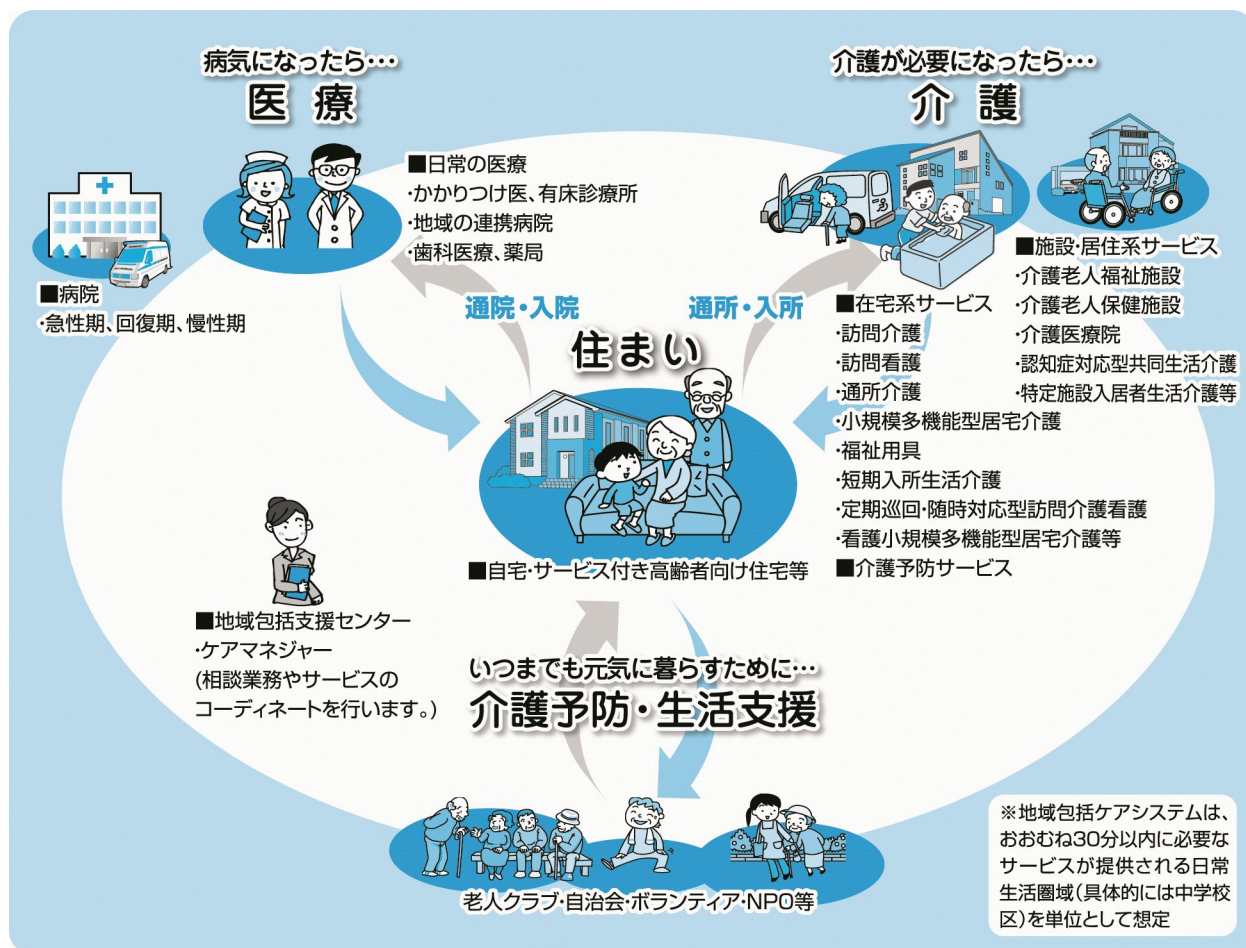 病気になったら…
医療
■日常の医療
・かかりつけ医、有床診療所
・地域の連携病院
・歯科医療、薬局
■病院
・急性期、回復期、慢性期
通院・入院
介護が必要になったら…
介護
■施設・居住系サービス
・介護老人福祉施設
・介護老人保健施設
・介護医療院
・認知症対応型共同生活介護
・特定施設入居者生活介護等
通所・入所
■在宅系サービス
・訪問介護
・訪問看護
・通所介護
・小規模多機能型居宅介護
・福祉用具
・短期入所生活介護
・定期巡回・随時対応型訪問介護看護
・看護小規模多機能型居宅介護等
■介護予防サービス
住まい
■自宅・サービス付き高齢者向け住宅等
■地域包括支援センター
・ケアマネジャー
(相談業務やサービスの
コーディネートを行います。)
いつまでも元気に暮らすために…
介護予防・生活支援
老人クラブ・自治会・ボランティア・NPO等
※地域包括ケアシステムは、
おおむね30分以内に必要な
サービスが提供される日常
生活圏域(具体的には中学校
区)を単位として想定